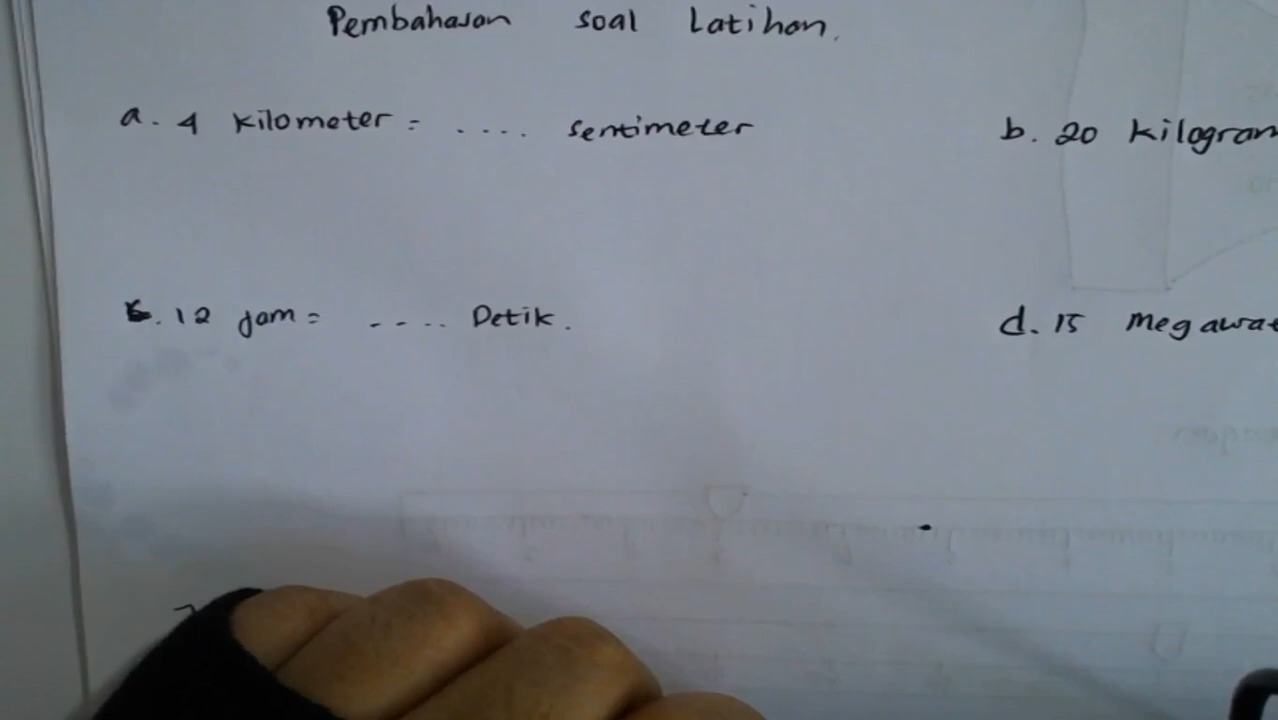 Pembahasan soal Latihan.
a. 4 kilometer = .... sentimeter
b. 20 kilogram
c. 12 jam = .... Detik.
d. 15 megawat